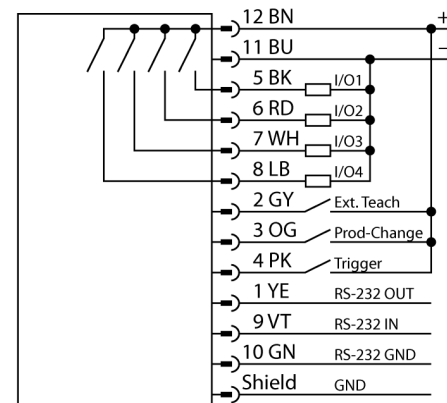 12 BN +
11 BU –
5 BK I/O1
6 RD I/O2
7 WH I/O3
8 LB I/O4
2 GY Ext. Teach
3 OG Prod-Change
4 PK Trigger
1 YE RS-232 OUT
9 VT RS-232 IN
10 GN RS-232 GND
Shield GND